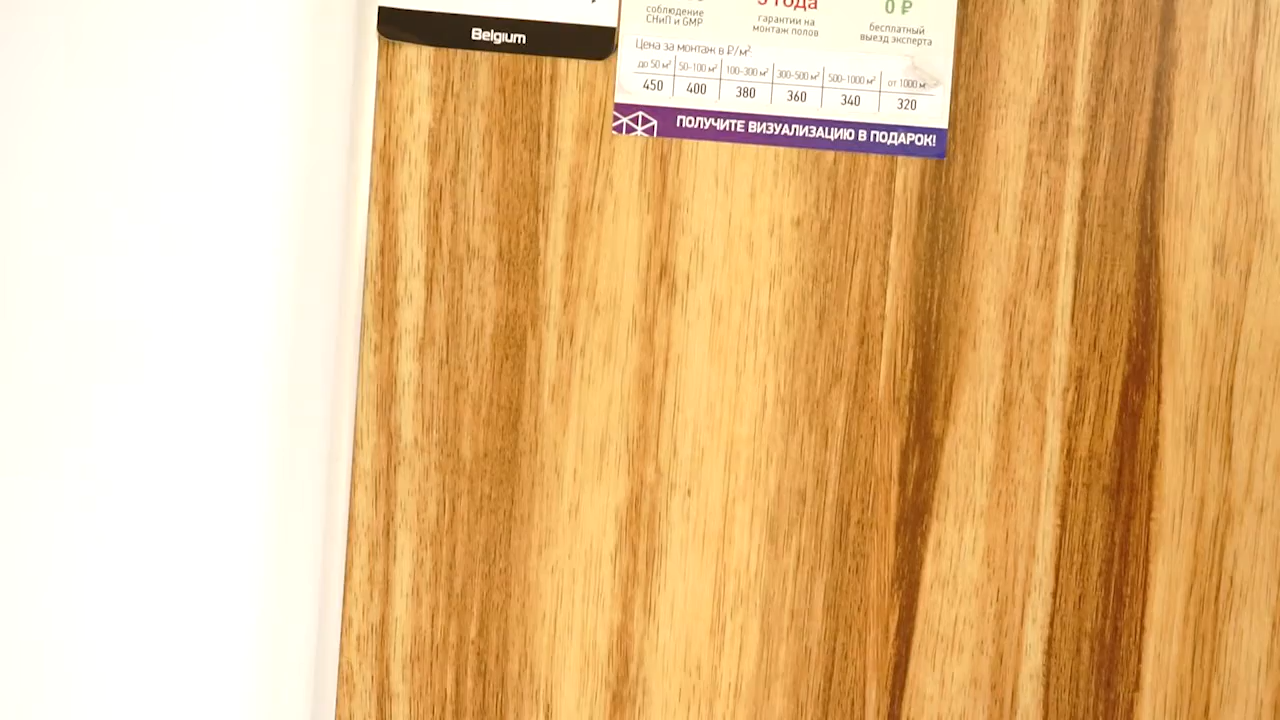 Belgium
соблюдение
СНиП и GMP
3 года
гарантии на
монтаж полов
0 ₽
бесплатный
выезд эксперта
Цена за монтаж в ₽/м²:
до 50 м² 50-100 м² 100-300 м² 300-500 м² 500-1000 м² от 1000 м
450 400 380 360 340 320
ПОЛУЧИТЕ ВИЗУАЛИЗАЦИЮ В ПОДАРОК!